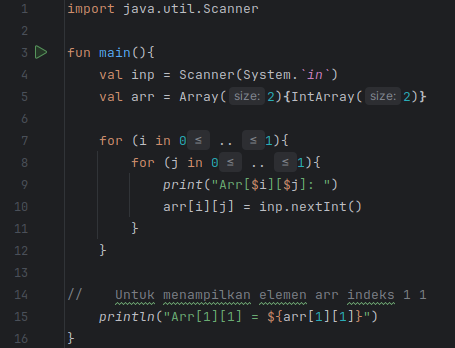 1 import java.util.Scanner
2
3 fun main(){
4     val inp = Scanner(System.`in`)
5     val arr = Array( size: 2){IntArray( size: 2)}
6
7     for (i in 0 ≤ .. ≤ 1){
8         for (j in 0 ≤ .. ≤ 1){
9             print("Arr[$i][$j]: ")
10             arr[i][j] = inp.nextInt()
11         }
12     }
13
14 //    Untuk menampilkan elemen arr indeks 1 1
15     println("Arr[1][1] = ${arr[1][1]}")
16 }